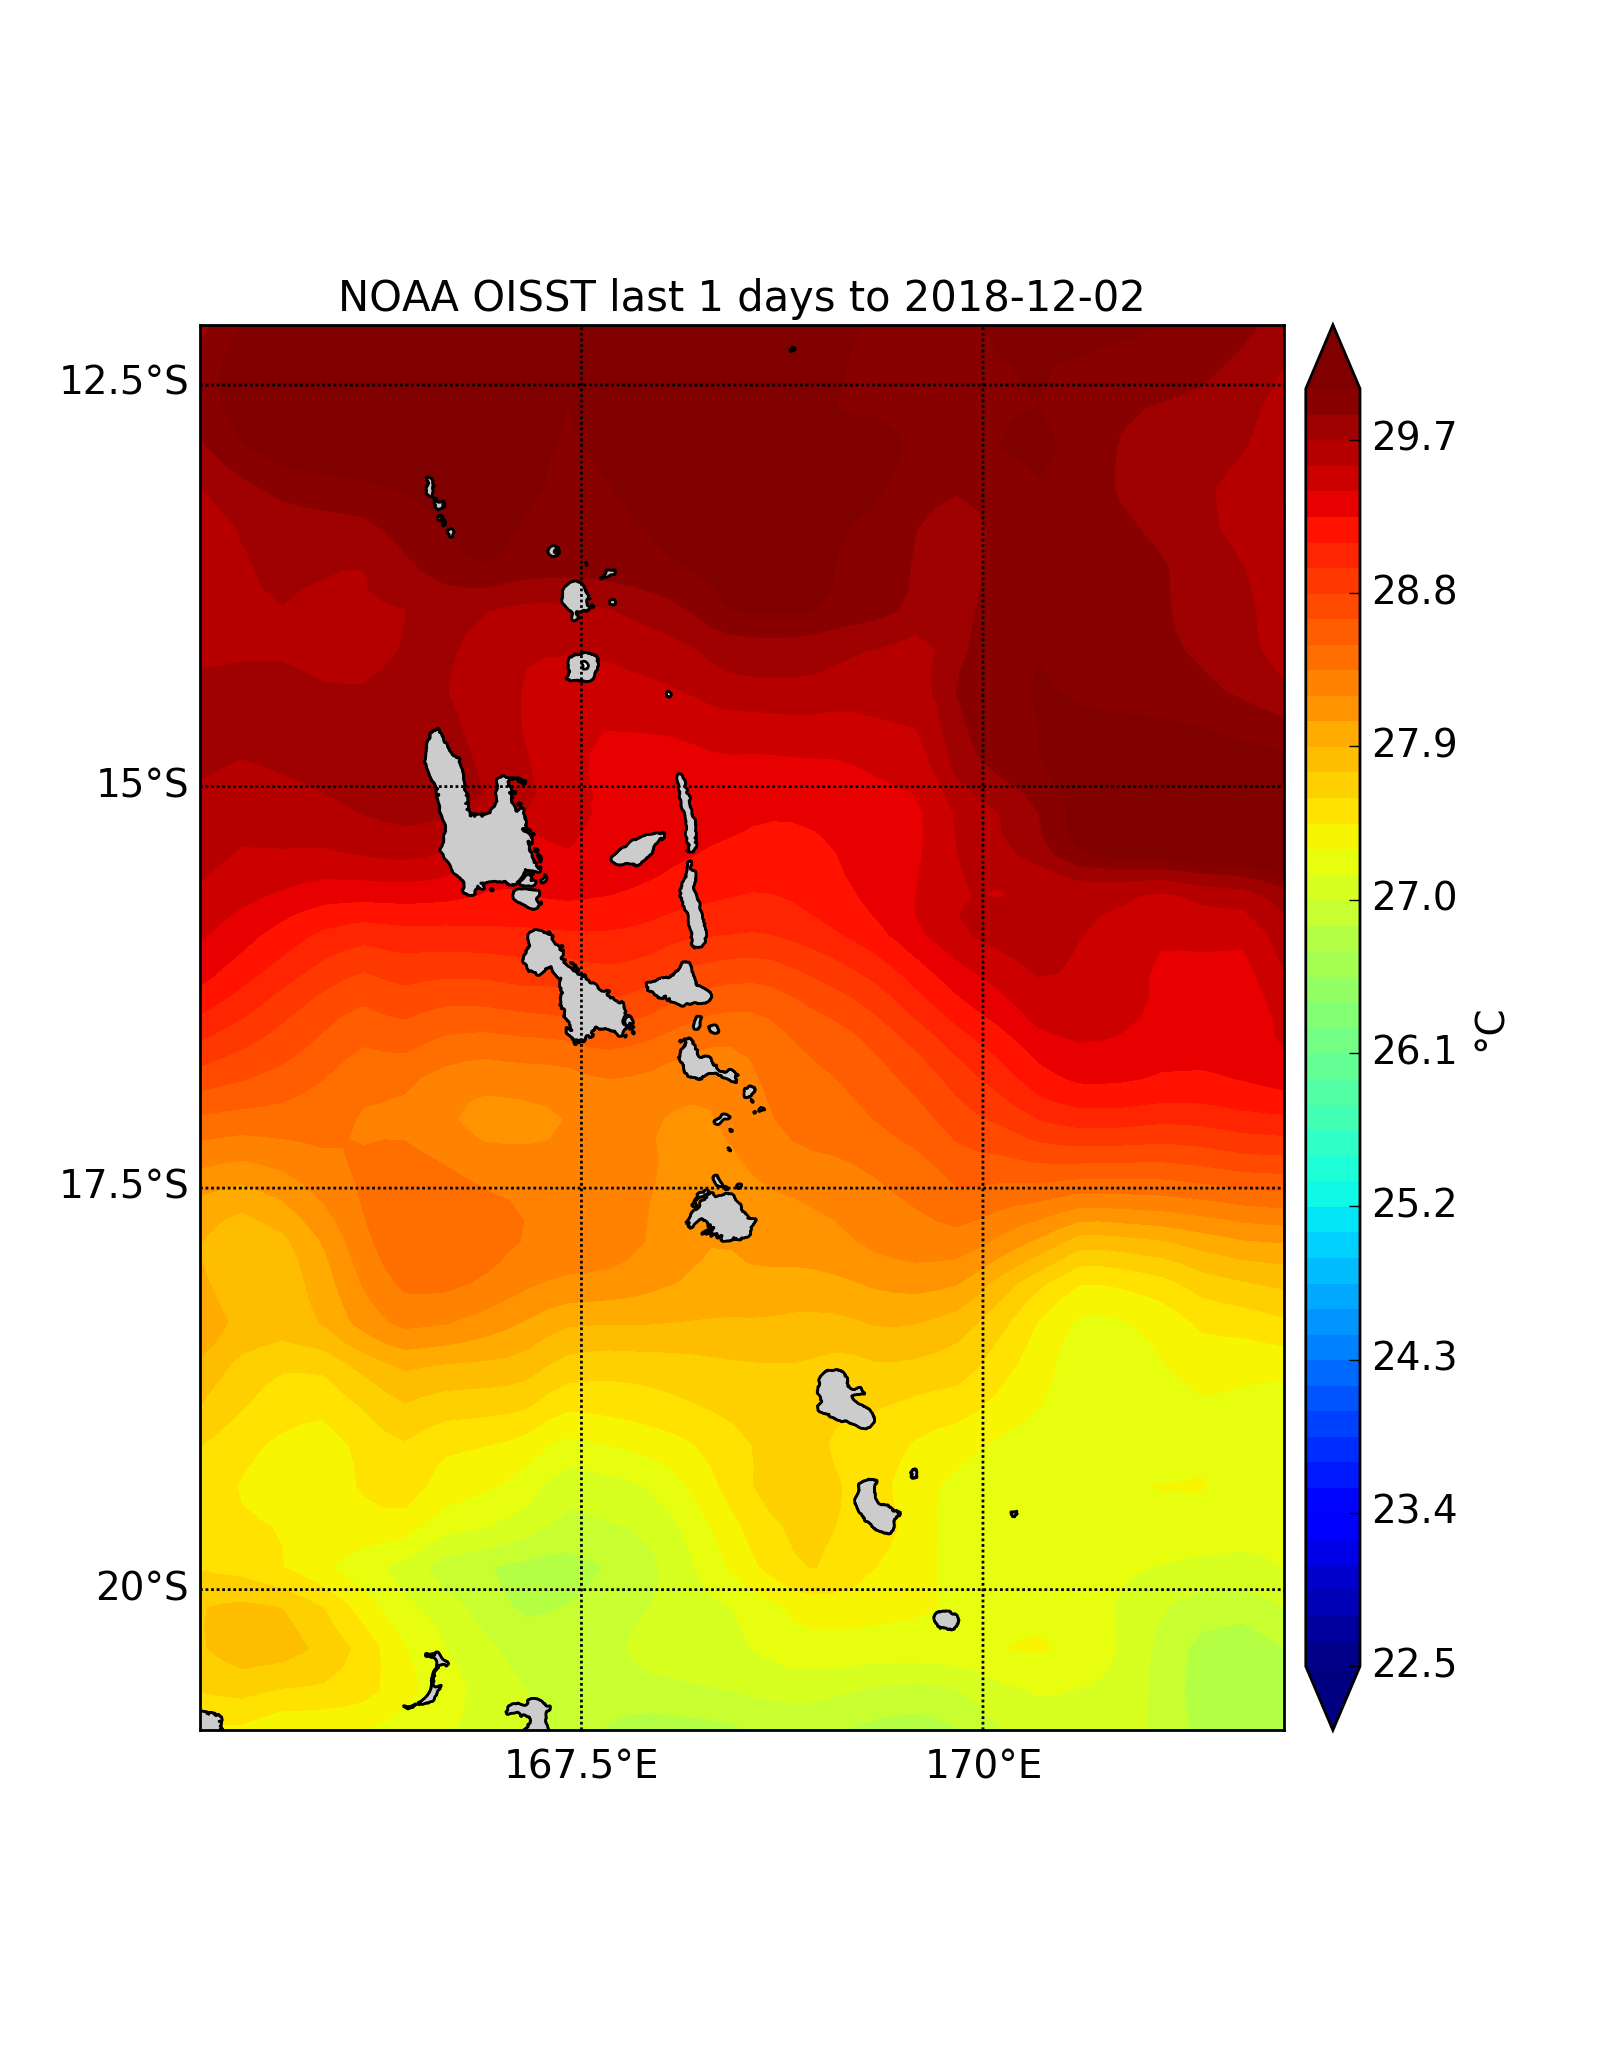 NOAA OISST last 1 days to 2018-12-02
12.5°S
15°S
17.5°S
20°S
167.5°E
170°E
29.7
28.8
27.9
27.0
26.1
25.2
24.3
23.4
22.5
°C